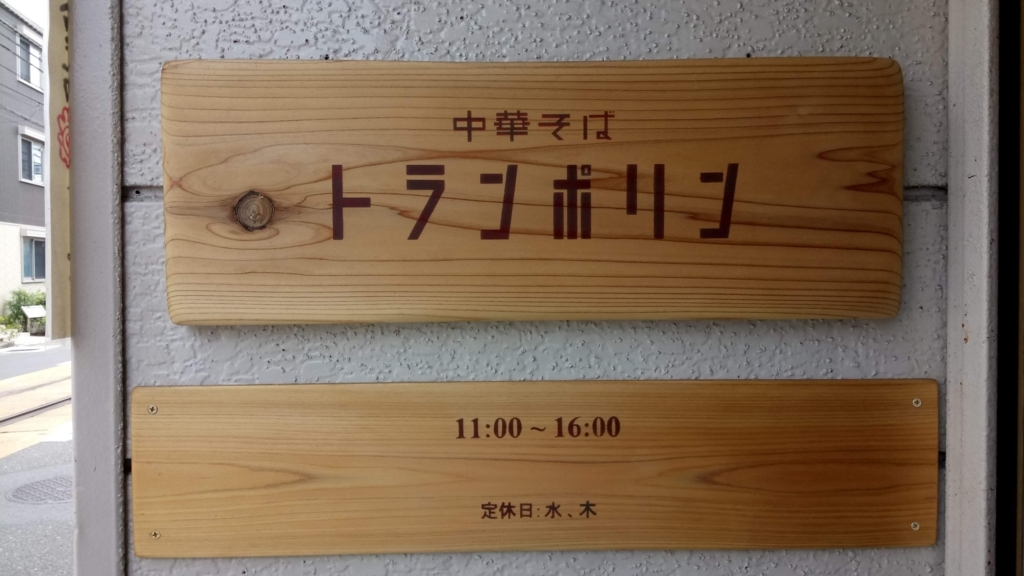 中華そば
トランポリン
11:00 ~ 16:00
定休日: 水、木